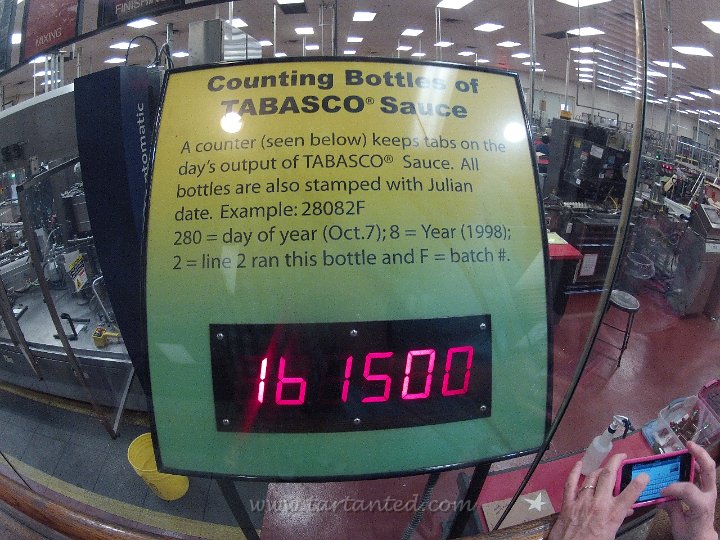 MIXING
FINISHING
Counting Bottles of
TABASCO® Sauce
A counter (seen below) keeps tabs on the
day's output of TABASCO® Sauce. All
bottles are also stamped with Julian
date. Example: 28082F
280 = day of year (Oct.7); 8 = Year (1998);
2 = line 2 ran this bottle and F = batch #.
161500
www.tartanted.com